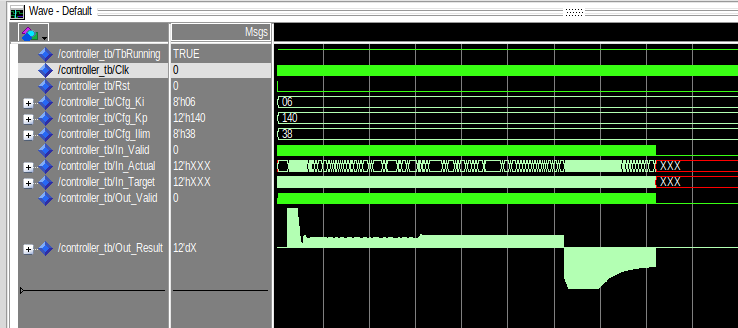 Wave - Default
Msgs
/controller_tb/TbRunning TRUE
/controller_tb/Clk 0
/controller_tb/Rst 0
/controller_tb/Cfg_Ki 8'h06 06
/controller_tb/Cfg_Kp 12'h140 140
/controller_tb/Cfg_Ilim 8'h38 38
/controller_tb/In_Valid 0
/controller_tb/In_Actual 12'hXXX XXX
/controller_tb/In_Target 12'hXXX XXX
/controller_tb/Out_Valid 0
/controller_tb/Out_Result 12'dX